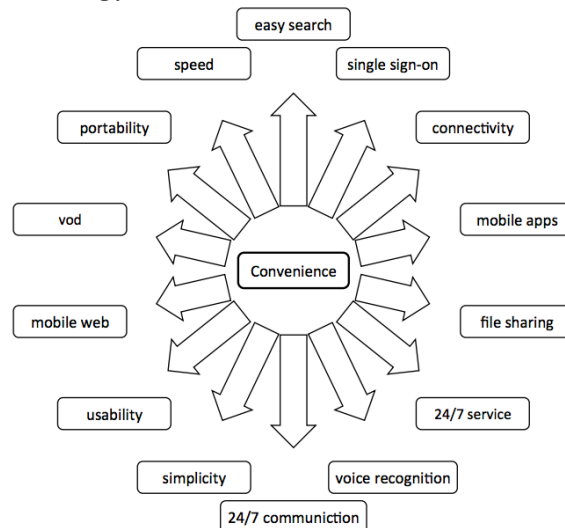 easy search
speed
single sign-on
portability
connectivity
vod
mobile apps
Convenience
mobile web
file sharing
usability
24/7 service
simplicity
voice recognition
24/7 communiction